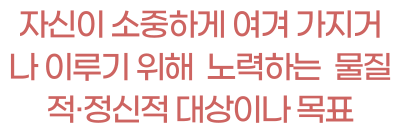 자신이 소중하게 여겨 가지거
나 이루기 위해 노력하는 물질
적·정신적 대상이나 목표